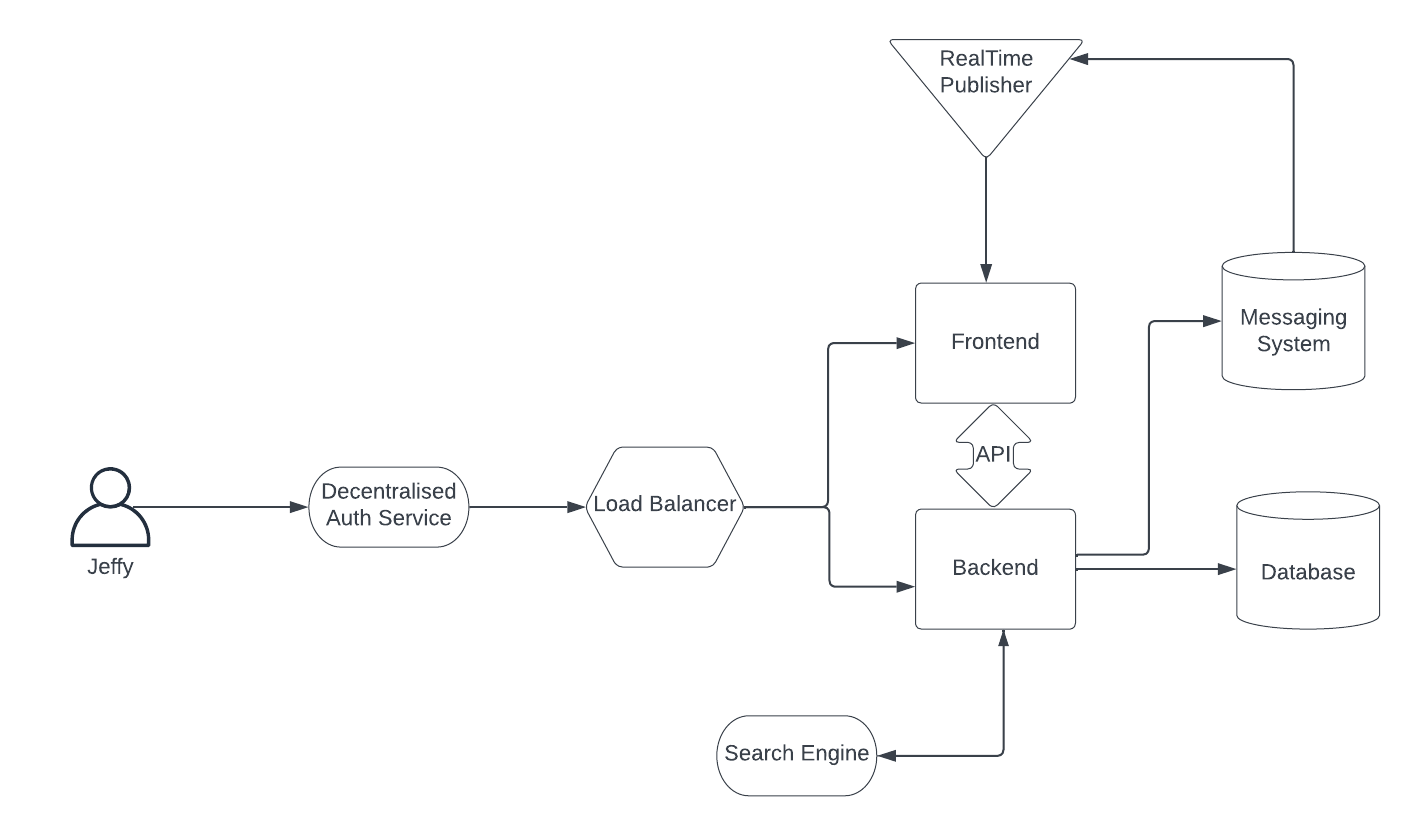 RealTime
Publisher
Messaging
System
Frontend
API
Decentralised
Auth Service
Load Balancer
Jeffy
Backend
Database
Search Engine